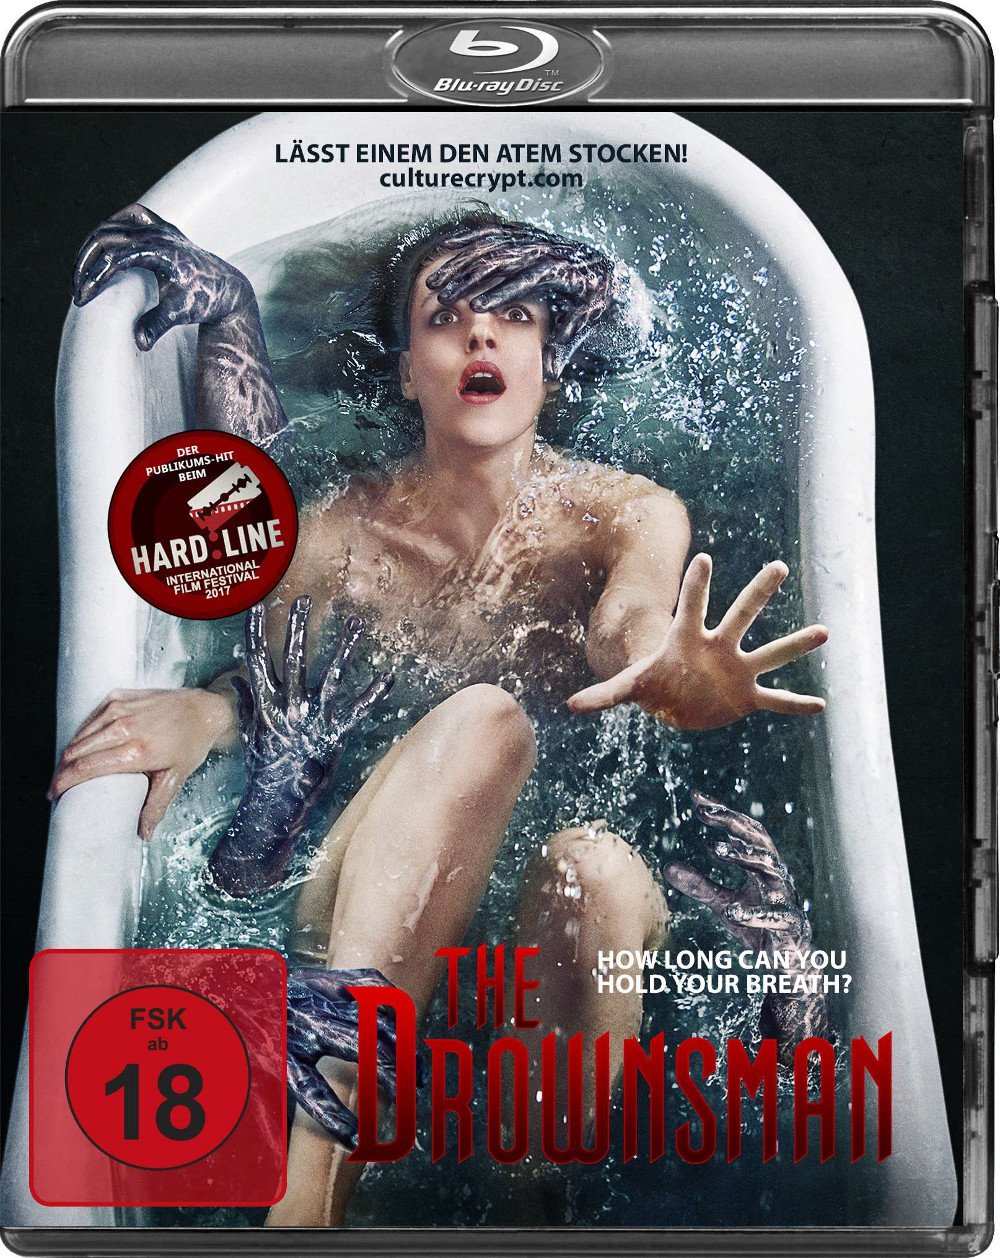 Blu-ray Disc™
LÄSST EINEM DEN ATEM STOCKEN!
culturecrypt.com
DER
PUBLIKUMS-HIT
BEIM
HARD:LINE
INTERNATIONAL
FILM FESTIVAL
2017
HOW LONG CAN YOU
HOLD YOUR BREATH?
THE
DROWNSMAN
FSK
ab
18